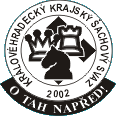 KRÁLOVÉHRADECKÝ KRAJSKÝ ŠACHOVÝ SVAZ
2002
O TAH NAPŘED!